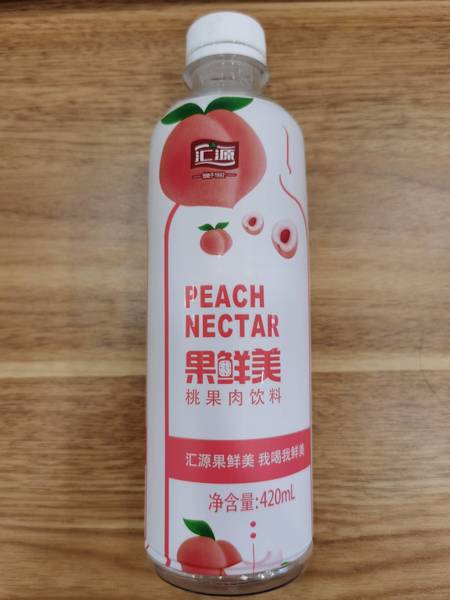 汇源
PEACH
NECTAR
果鲜美
桃果肉饮料
汇源果鲜美 我喝我鲜美
净含量:420mL